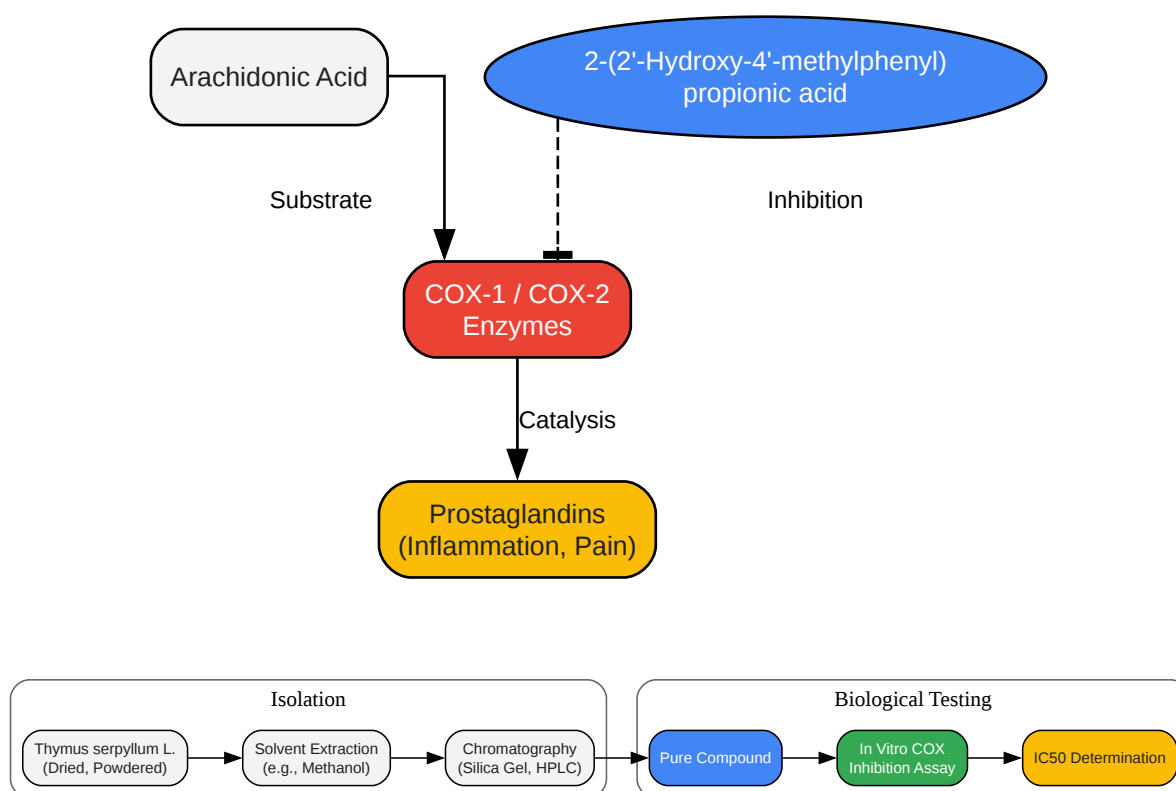 Arachidonic Acid
2-(2'-Hydroxy-4'-methylphenyl)
propionic acid
Substrate
Inhibition
COX-1 / COX-2
Enzymes
Catalysis
Prostaglandins
(Inflammation, Pain)
Isolation
Thymus serpyllum L.
(Dried, Powdered)
Solvent Extraction
(e.g., Methanol)
Chromatography
(Silica Gel, HPLC)
Biological Testing
Pure Compound
In Vitro COX
Inhibition Assay
IC50 Determination